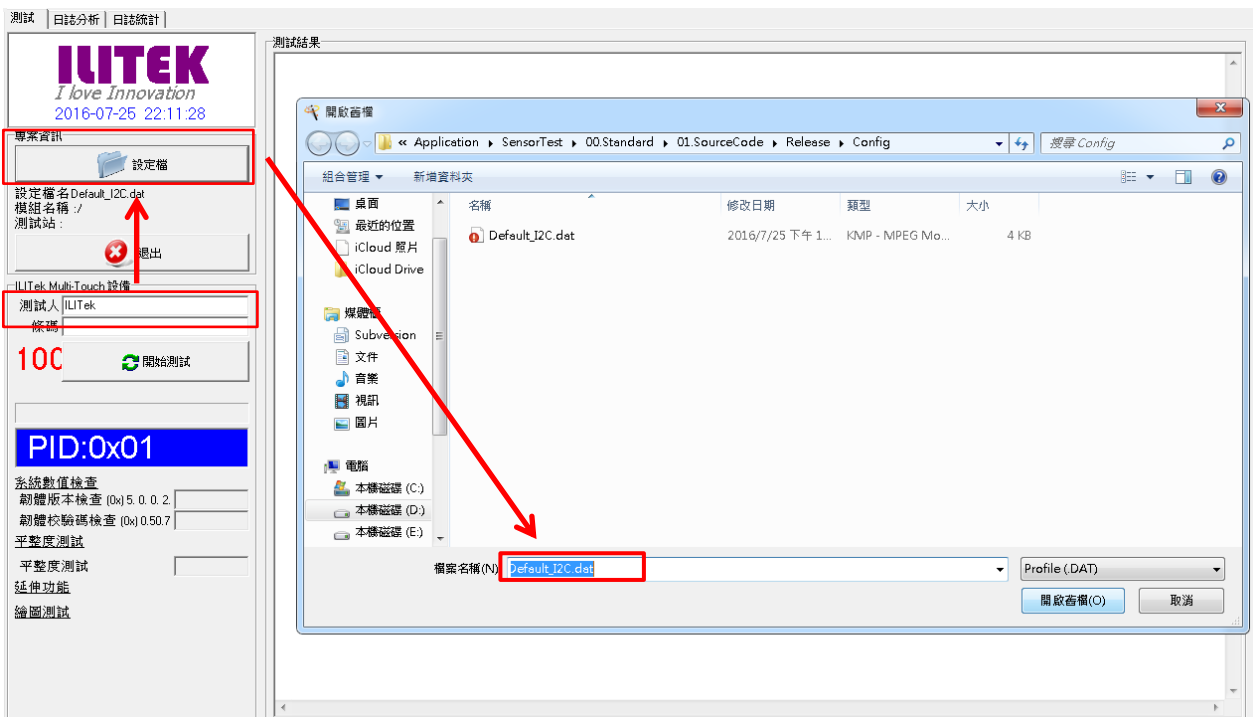 測試 日誌分析 日誌統計
ILITEK
I love Innovation
2016-07-25 22:11:28
專案資訊
設定檔
設定檔名Default_I2C.dat
模組名稱 :/
測試站 :
退出
ILITek Multi-Touch 設備
測試人 ILITek
條碼
100
開始測試
PID:0x01
系統數值檢查
韌體版本檢查 (0x) 5. 0. 0. 2.
韌體校驗碼檢查 (0x) 0.50.7
平整度測試
平整度測試
延伸功能
繪圖測試
測試結果
開啟舊檔
« Application ▸ SensorTest ▸ 00.Standard ▸ 01.SourceCode ▸ Release ▸ Config
搜尋 Config
組合管理 新增資料夾
桌面
最近的位置
iCloud 照片
iCloud Drive
媒體櫃
Subversion
文件
音樂
視訊
圖片
電腦
本機磁碟 (C:)
本機磁碟 (D:)
本機磁碟 (E:)
名稱 修改日期 類型 大小
Default_I2C.dat 2016/7/25 下午 1... KMP - MPEG Mo... 4 KB
檔案名稱(N): Default_I2C.dat
Profile (.DAT)
開啟舊檔(O) 取消